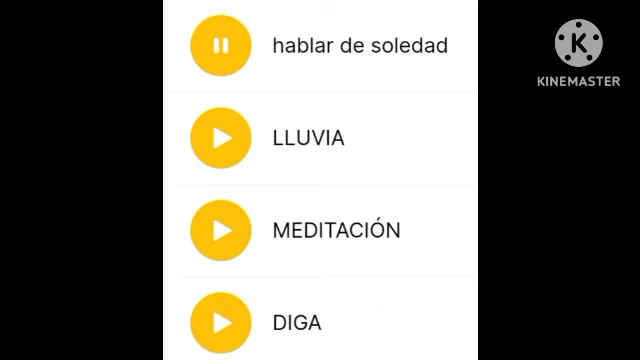 hablar de soledad
KINEMASTER
LLUVIA
MEDITACIÓN
DIGA